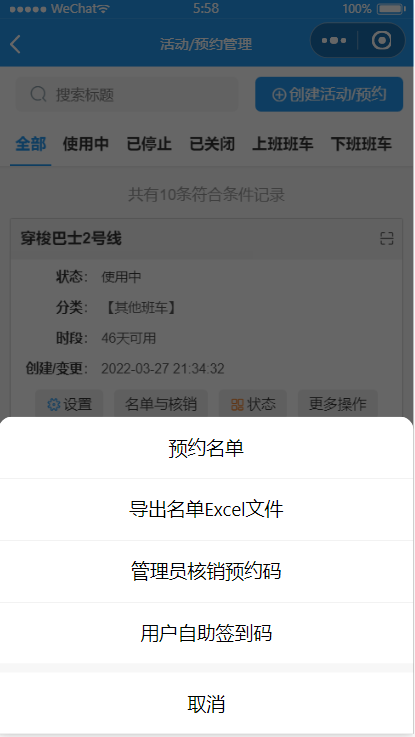 WeChat 5:58 100%
活动/预约管理
搜索标题 创建活动/预约
全部 使用中 已停止 已关闭 上班班车 下班班车
共有10条符合条件记录
穿梭巴士2号线
状态： 使用中
分类： 【其他班车】
时段： 46天可用
创建/变更： 2022-03-27 21:34:32
设置 名单与核销 状态 更多操作
预约名单
导出名单Excel文件
管理员核销预约码
用户自助签到码
取消